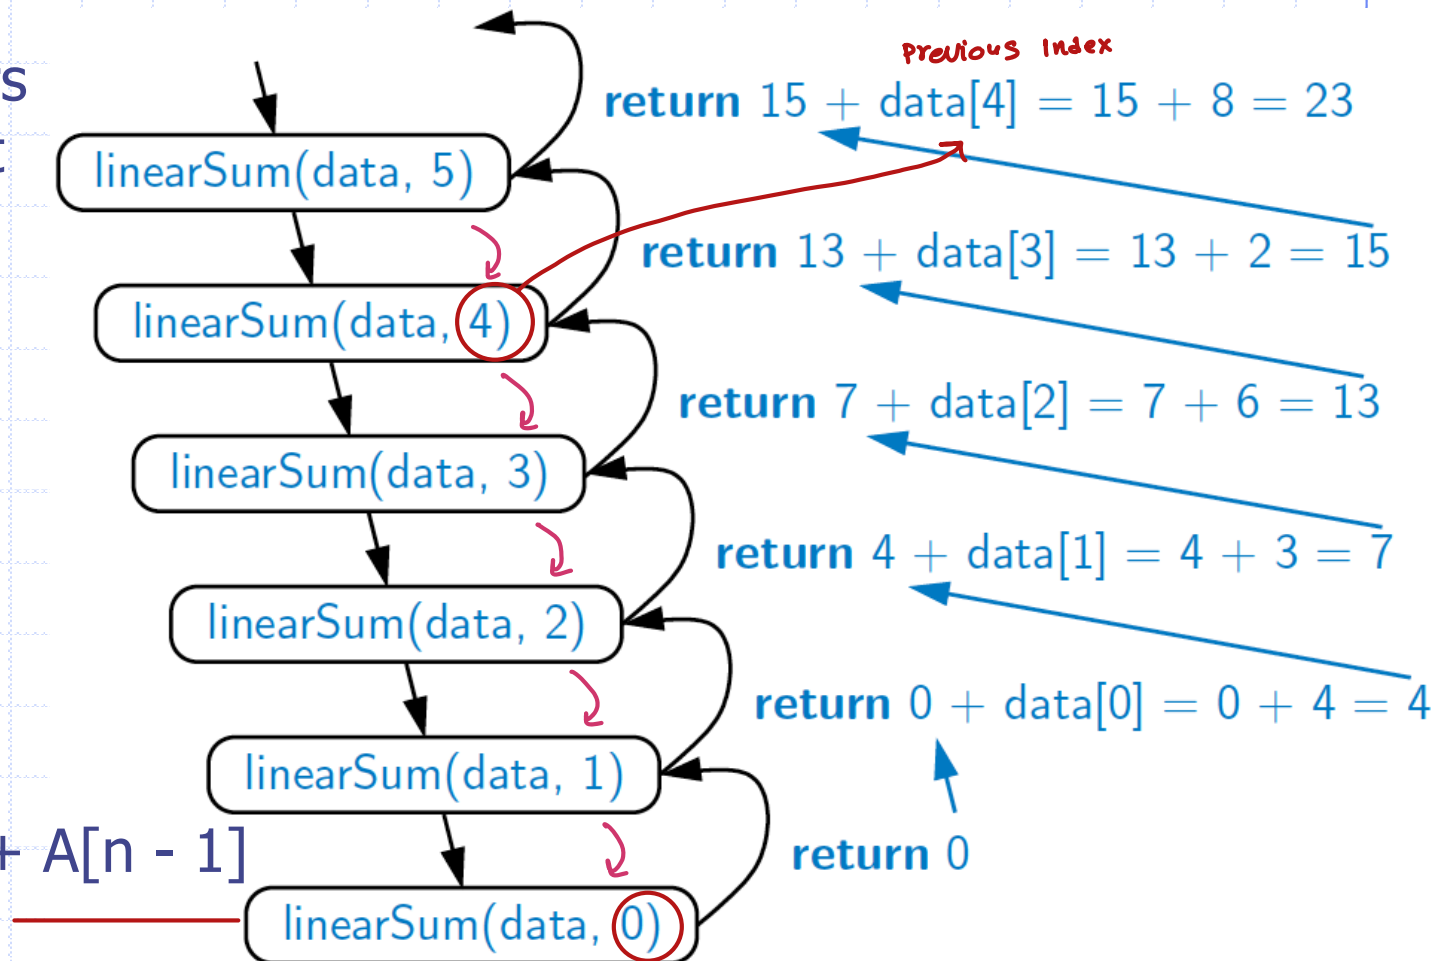 Previous Index
s
return 15 + data[4] = 15 + 8 = 23
linearSum(data, 5)
return 13 + data[3] = 13 + 2 = 15
linearSum(data, 4)
return 7 + data[2] = 7 + 6 = 13
linearSum(data, 3)
return 4 + data[1] = 4 + 3 = 7
linearSum(data, 2)
return 0 + data[0] = 0 + 4 = 4
linearSum(data, 1)
+ A[n - 1]
return 0
linearSum(data, 0)